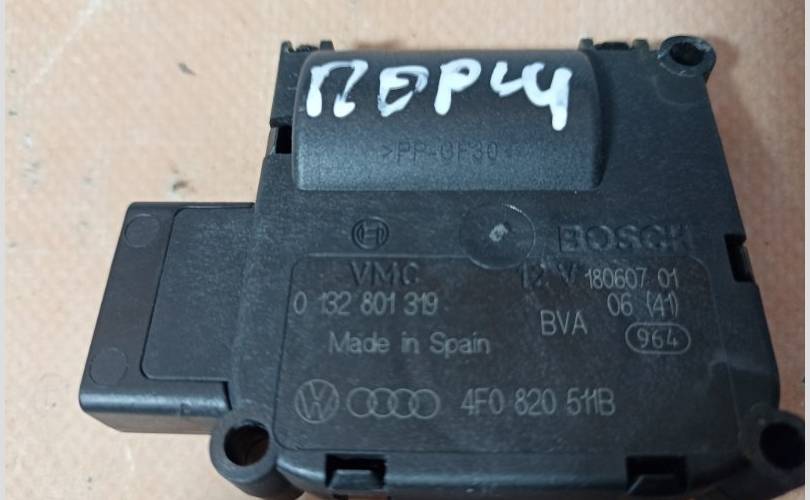 ПЕРЧ
>PP-GF30<
BOSCH
VMC 12 V 180607 01
0 132 801 319 06 (41)
BVA 964
Made in Spain
4F0 820 511B